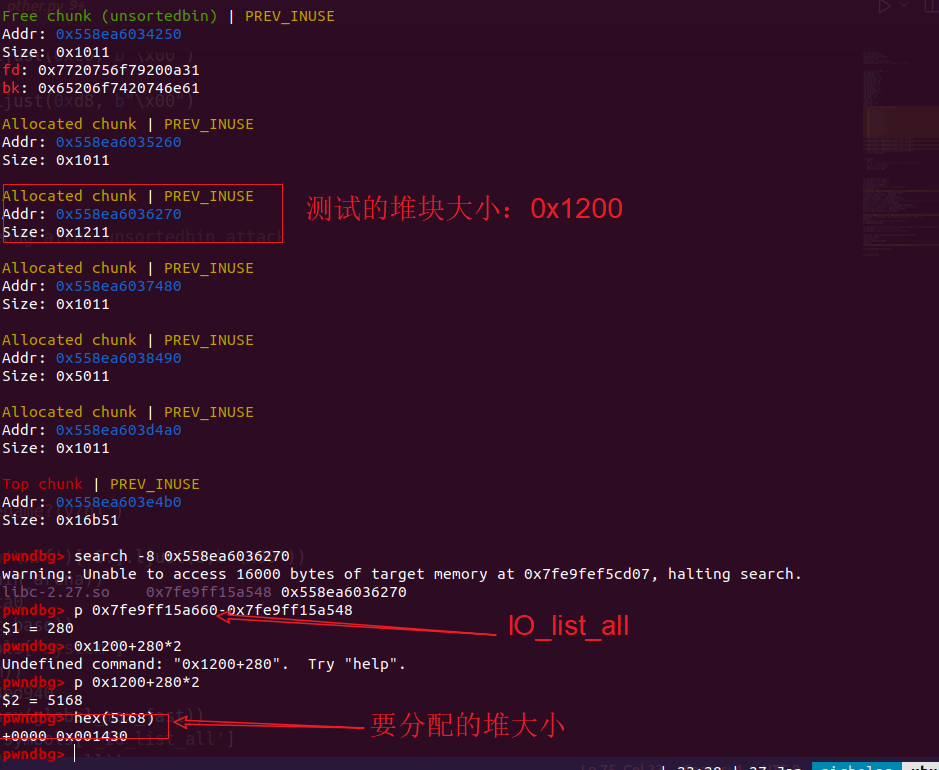 other.py 9+
Free chunk (unsortedbin) | PREV_INUSE
Addr: 0x558ea6034250
Size: 0x1011
fd: 0x7720756f79200a31
bk: 0x65206f7420746e61
Allocated chunk | PREV_INUSE
Addr: 0x558ea6035260
Size: 0x1011
Allocated chunk | PREV_INUSE
Addr: 0x558ea6036270
Size: 0x1211
测试的堆块大小：0x1200
Allocated chunk | PREV_INUSE
Addr: 0x558ea6037480
Size: 0x1011
Allocated chunk | PREV_INUSE
Addr: 0x558ea6038490
Size: 0x5011
Allocated chunk | PREV_INUSE
Addr: 0x558ea603d4a0
Size: 0x1011
Top chunk | PREV_INUSE
Addr: 0x558ea603e4b0
Size: 0x16b51
pwndbg> search -8 0x558ea6036270
warning: Unable to access 16000 bytes of target memory at 0x7fe9fef5cd07, halting search.
libc-2.27.so 0x7fe9ff15a548 0x558ea6036270
pwndbg> p 0x7fe9ff15a660-0x7fe9ff15a548
IO_list_all
$1 = 280
pwndbg> 0x1200+280*2
Undefined command: "0x1200+280". Try "help".
pwndbg> p 0x1200+280*2
$2 = 5168
pwndbg> hex(5168)
要分配的堆大小
+0000 0x001430
pwndbg>